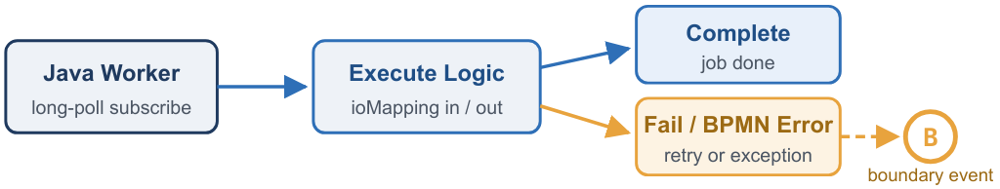 Java Worker
long-poll subscribe
Execute Logic
ioMapping in / out
Complete
job done
Fail / BPMN Error
retry or exception
B
boundary event